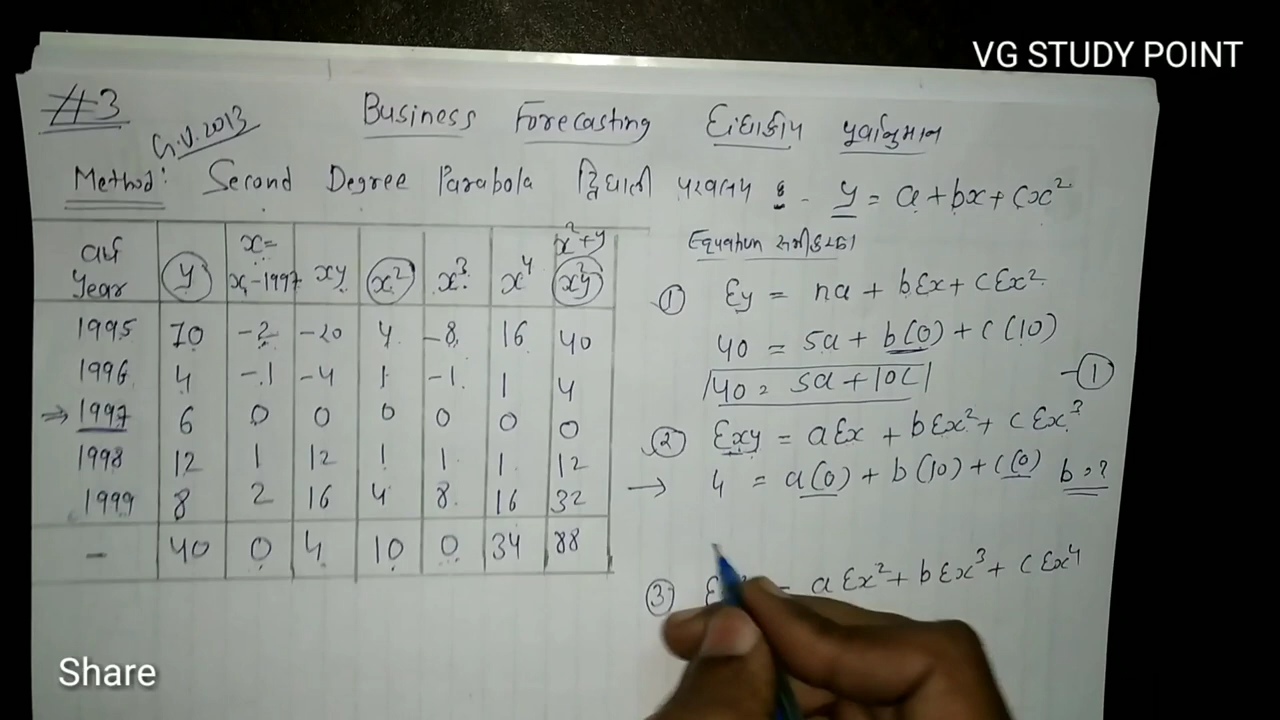 VG STUDY POINT
#3
G.U. 2013
Business Forecasting ધંધાકીય પૂર્વાનુમાન
Method: Second Degree Parabola દ્વિઘાતી પરવલય : - y = a + bx + cx²
વર્ષ Year | y | x = x-1997 | xy | x² | x³ | x⁴ | x²+y x²y
1995 | 10 | -2 | -20 | 4 | -8 | 16 | 40
1996 | 4 | -1 | -4 | 1 | -1 | 1 | 4
⇒ 1997 | 6 | 0 | 0 | 0 | 0 | 0 | 0
1998 | 12 | 1 | 12 | 1 | 1 | 1 | 12
1999 | 8 | 2 | 16 | 4 | 8 | 16 | 32
- | 40 | 0 | 4 | 10 | 0 | 34 | 88
Equation સમીકરણ
① Σy = na + bΣx + cΣx²
40 = 5a + b(0) + c(10)
40 = 5a + 10c - ①
② Σxy = aΣx + bΣx² + cΣx³
→ 4 = a(0) + b(10) + c(0) b = ?
③ Σ = aΣx² + bΣx³ + cΣx⁴
Share